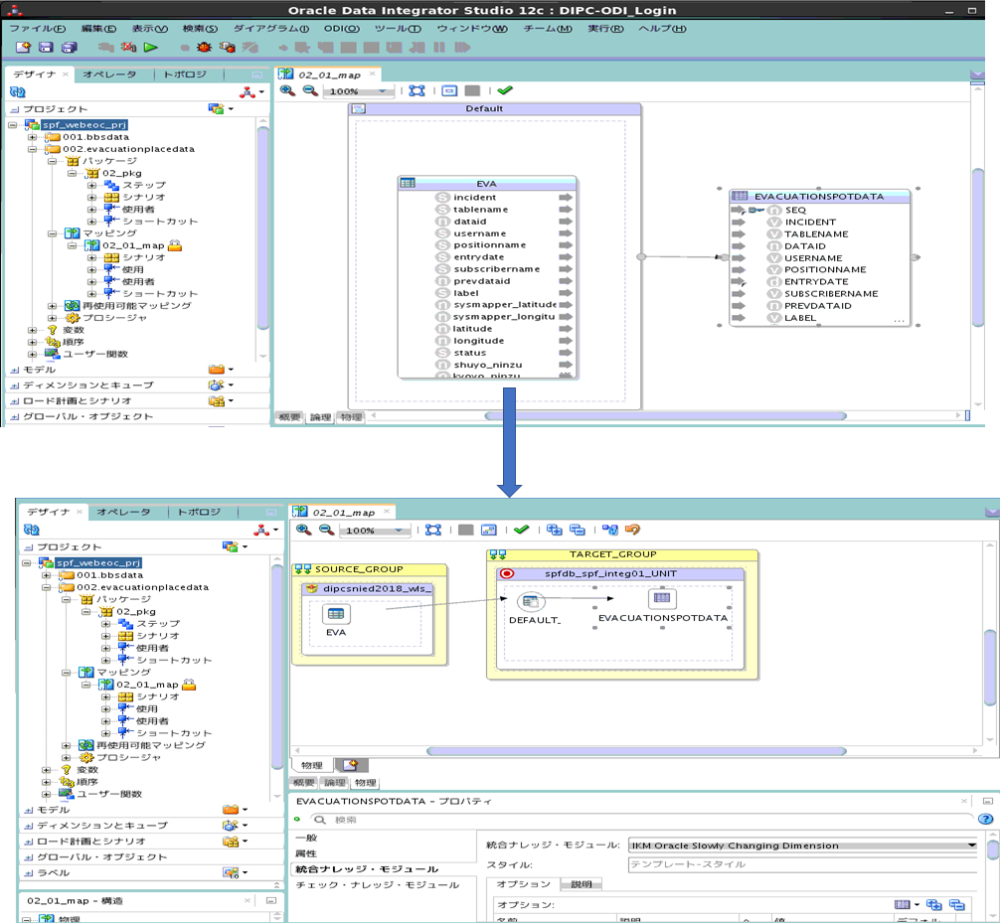 Oracle Data Integrator Studio 12c : DIPC-ODI_Login
ファイル(F) 編集(E) 表示(V) 検索(S) ダイアグラム(I) ODI(O) ツール(T) ウィンドウ(W) チーム(M) 実行(R) ヘルプ(H)
デザイナ オペレータ トポロジ
プロジェクト
spf_webeoc_prj
001.bbsdata
002.evacuationplacedata
パッケージ
02_pkg
ステップ
シナリオ
使用者
ショートカット
マッピング
02_01_map
シナリオ
使用
使用者
ショートカット
再使用可能マッピング
プロシージャ
変数
順序
ユーザー関数
モデル
ディメンションとキューブ
ロード計画とシナリオ
グローバル・オブジェクト
02_01_map
100%
Default
EVA
incident
tablename
dataid
username
positionname
entrydate
subscribername
prevdataid
label
sysmapper_latitude
sysmapper_longitu
latitude
longitude
status
shuyo_ninzu
kyoyo_ninzu
EVACUATIONSPOTDATA
SEQ
INCIDENT
TABLENAME
DATAID
USERNAME
POSITIONNAME
ENTRYDATE
SUBSCRIBERNAME
PREVDATAID
LABEL
...
概要 論理 物理
デザイナ オペレータ トポロジ
プロジェクト
spf_webeoc_prj
001.bbsdata
002.evacuationplacedata
パッケージ
02_pkg
ステップ
シナリオ
使用者
ショートカット
マッピング
02_01_map
シナリオ
使用
使用者
ショートカット
再使用可能マッピング
プロシージャ
変数
順序
ユーザー関数
モデル
ディメンションとキューブ
ロード計画とシナリオ
グローバル・オブジェクト
ラベル
02_01_map - 構造
物理
02_01_map
100%
SOURCE_GROUP
dipcsnied2018_wls_
EVA
TARGET_GROUP
spfdb_spf_integ01_UNIT
DEFAULT_
EVACUATIONSPOTDATA
物理
概要 論理 物理
EVACUATIONSPOTDATA - プロパティ
検索
一般
属性
統合ナレッジ・モジュール
チェック・ナレッジ・モジュール
統合ナレッジ・モジュール: IKM Oracle Slowly Changing Dimension
スタイル: テンプレート・スタイル
オプション 説明
オプション:
名前 説明 値 デフォル